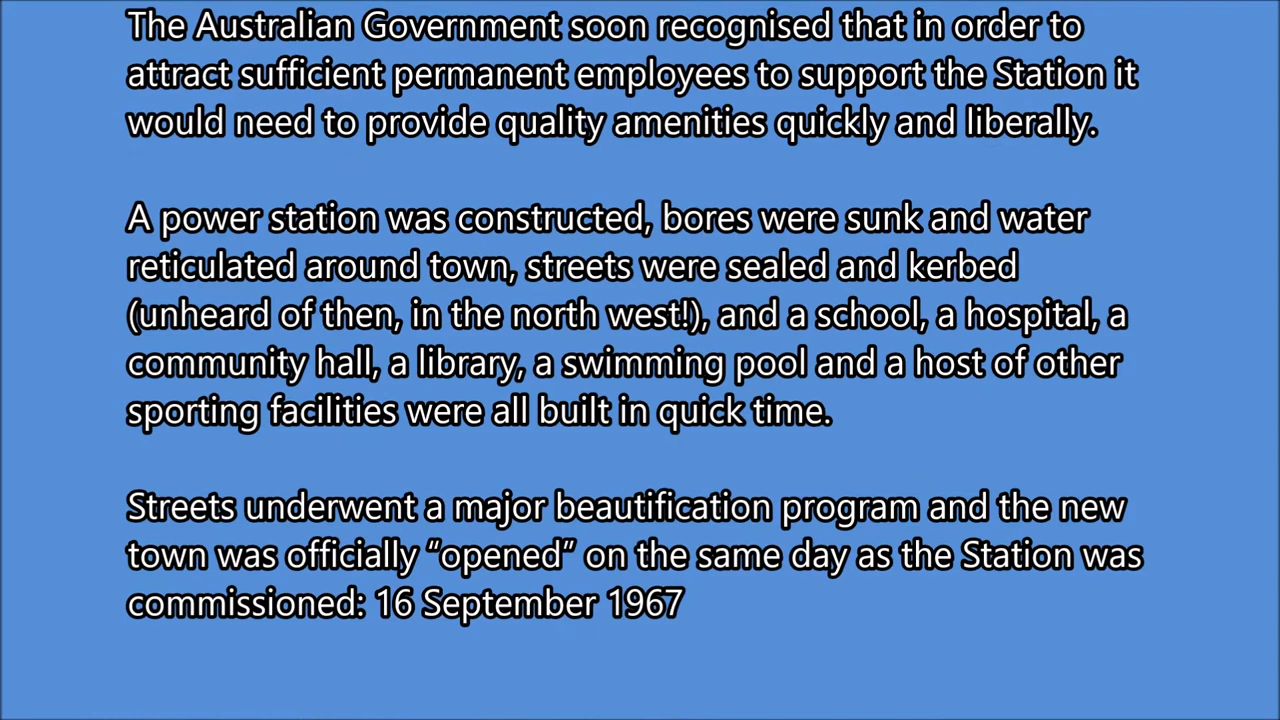 The Australian Government soon recognised that in order to
attract sufficient permanent employees to support the Station it
would need to provide quality amenities quickly and liberally.
A power station was constructed, bores were sunk and water
reticulated around town, streets were sealed and kerbed
(unheard of then, in the north west!), and a school, a hospital, a
community hall, a library, a swimming pool and a host of other
sporting facilities were all built in quick time.
Streets underwent a major beautification program and the new
town was officially “opened” on the same day as the Station was
commissioned: 16 September 1967